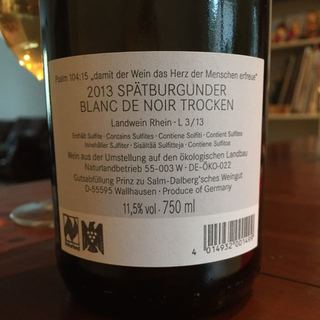 Psalm 104:15 „damit der Wein das Herz der Menschen erfreue"
2013 SPÄTBURGUNDER
BLANC DE NOIR TROCKEN
Landwein Rhein - L 3/13
Enthält Sulfite - Contains Sulfites - Contiene Solfiti - Contient Sulfites
Innehåller Sulfiter - Sisältää Sulfitteja - Contiene Sulfitos
Wein aus der Umstellung auf den ökologischen Landbau
Naturlandbetrieb 55-003 W · DE-ÖKO-022
Gutsabfüllung Prinz zu Salm-Dalberg'sches Weingut
D-55595 Wallhausen · Produce of Germany
11,5% vol · 750 ml
4 014932 001499